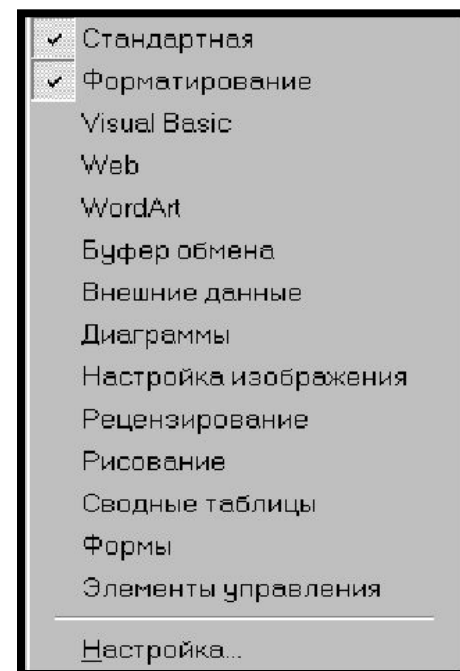 Стандартная
Форматирование
Visual Basic
Web
WordArt
Буфер обмена
Внешние данные
Диаграммы
Настройка изображения
Рецензирование
Рисование
Сводные таблицы
Формы
Элементы управления
Настройка...